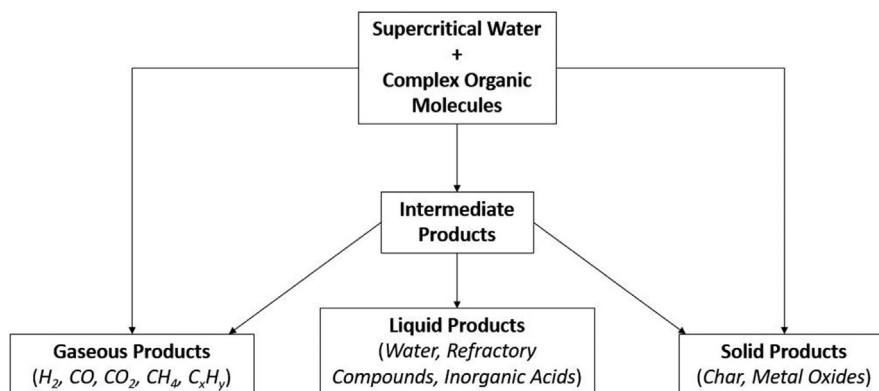 Supercritical Water
+
Complex Organic
Molecules
Intermediate
Products
Gaseous Products
(H₂, CO, CO₂, CH₄, CₓHᵧ)
Liquid Products
(Water, Refractory
Compounds, Inorganic Acids)
Solid Products
(Char, Metal Oxides)